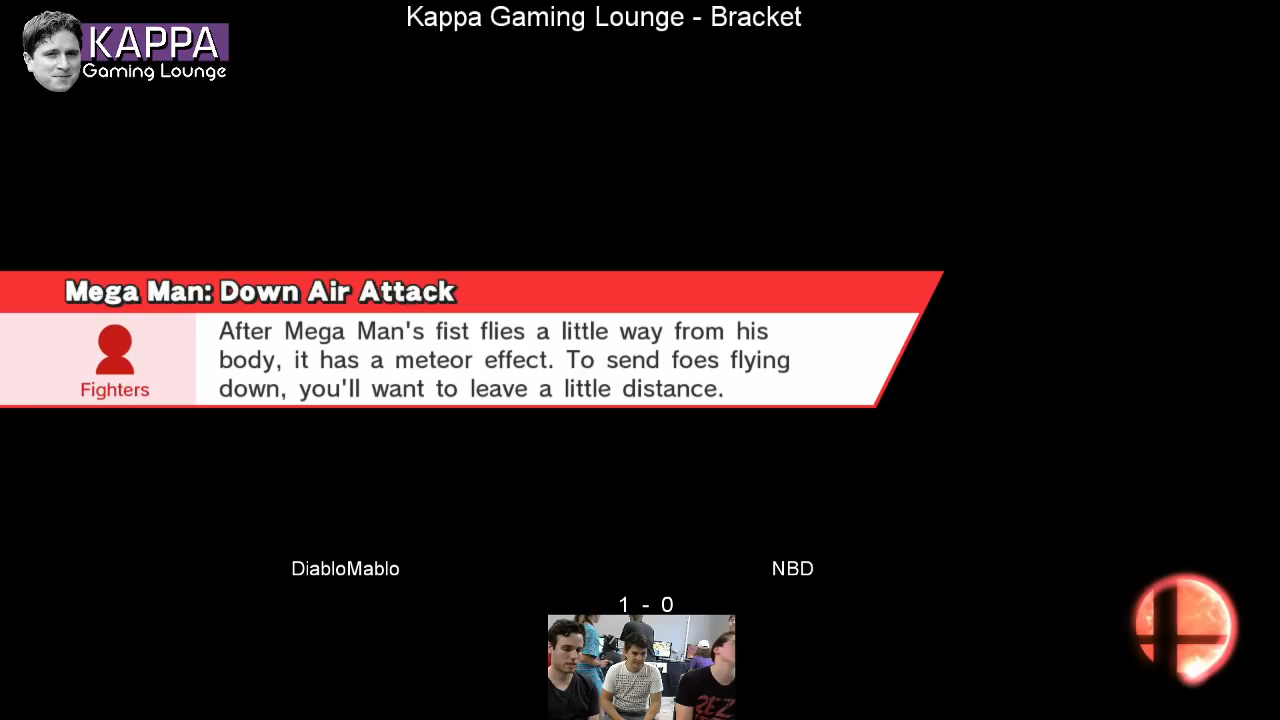 Kappa Gaming Lounge - Bracket
KAPPA
Gaming Lounge
Mega Man: Down Air Attack
After Mega Man's fist flies a little way from his
body, it has a meteor effect. To send foes flying
down, you'll want to leave a little distance.
Fighters
DiabloMablo
NBD
1 - 0